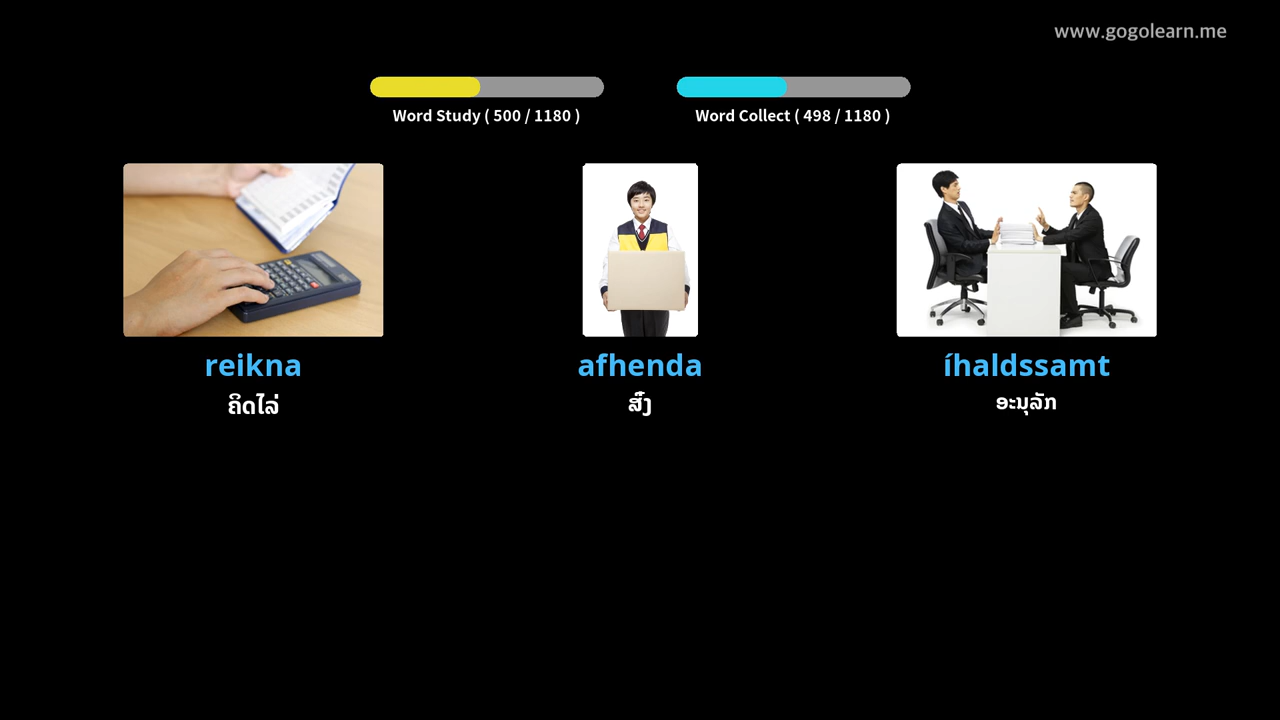 www.gogolearn.me
Word Study ( 500 / 1180 )
Word Collect ( 498 / 1180 )
reikna
afhenda
íhaldssamt
ຄິດໄລ່
ສົ່ງ
ອະນຸລັກ